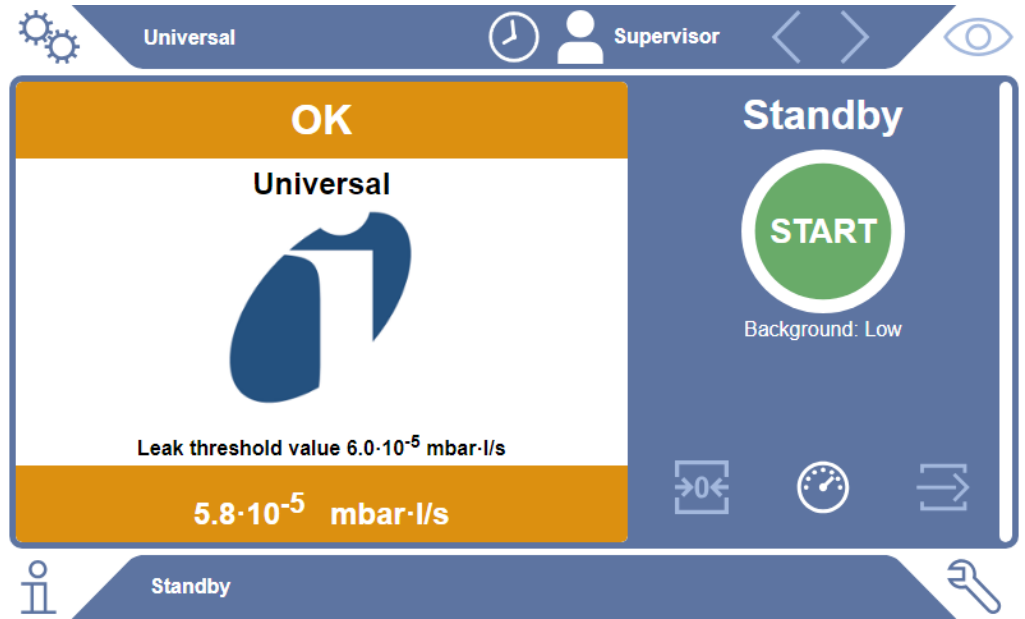 Universal
Supervisor
OK
Universal
Leak threshold value 6.0·10⁻⁵ mbar·l/s
5.8·10⁻⁵ mbar·l/s
Standby
START
Background: Low
→0←
Standby